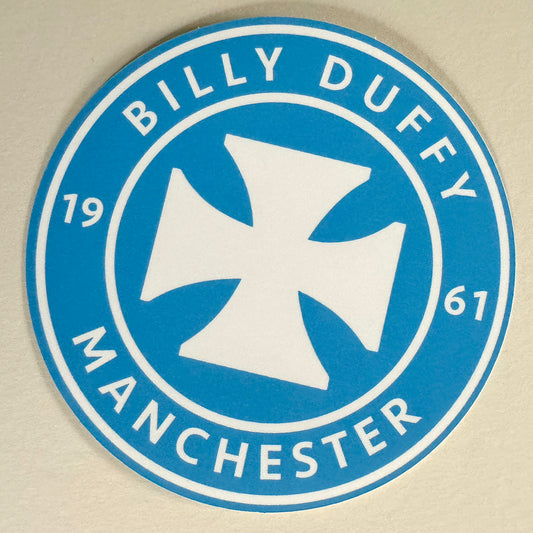 BILLY DUFFY
19
61
MANCHESTER